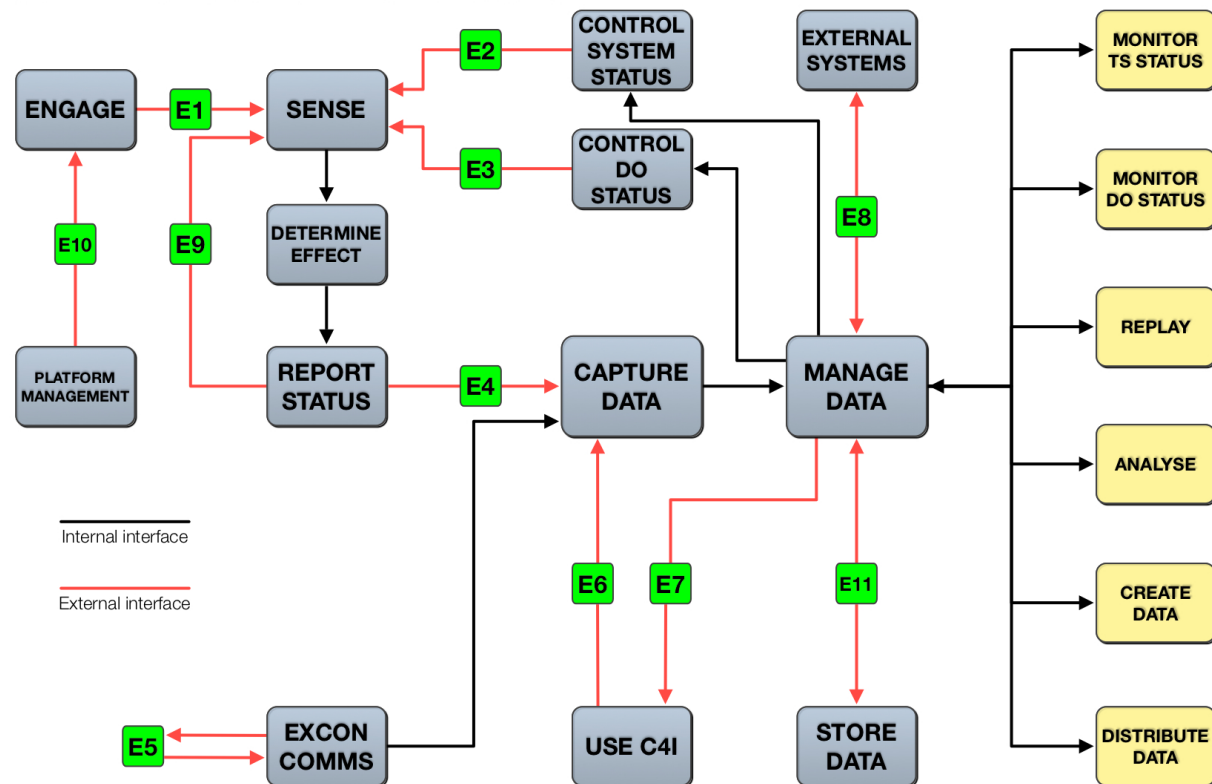 CONTROL
SYSTEM
STATUS
EXTERNAL
SYSTEMS
MONITOR
TS STATUS
E2
ENGAGE
E1
SENSE
CONTROL
DO
STATUS
E3
MONITOR
DO STATUS
E10
E9
DETERMINE
EFFECT
E8
REPLAY
PLATFORM
MANAGEMENT
REPORT
STATUS
E4
CAPTURE
DATA
MANAGE
DATA
ANALYSE
Internal interface
External interface
E6
E7
E11
CREATE
DATA
E5
EXCON
COMMS
USE C4I
STORE
DATA
DISTRIBUTE
DATA